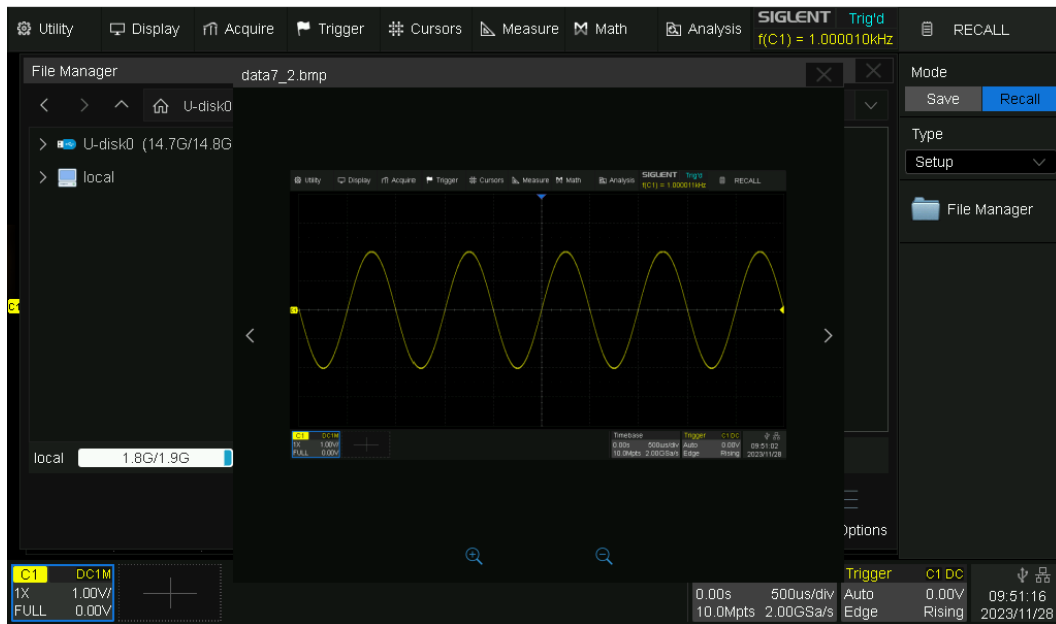 Utility Display Acquire Trigger Cursors Measure Math Analysis SIGLENT Trig'd
f(C1) = 1.000010kHz
RECALL
File Manager
data7_2.bmp
U-disk0
U-disk0 (14.7G/14.8G
local
Utility Display Acquire Trigger Cursors Measure Math Analysis SIGLENT Trig'd
f(C1) = 1.000011kHz
RECALL
C1
C1
C1 DC1M
1X 1.00V/
FULL 0.00V
Timebase
0.00s 500us/div
10.0Mpts 2.00GSa/s
Trigger C1 DC
Auto 0.00V
Edge Rising
09:51:02
2023/11/28
local 1.8G/1.9G
Options
Mode
Save Recall
Type
Setup
File Manager
C1 DC1M
1X 1.00V/
FULL 0.00V
0.00s 500us/div
10.0Mpts 2.00GSa/s
Trigger C1 DC
Auto 0.00V
Edge Rising
09:51:16
2023/11/28